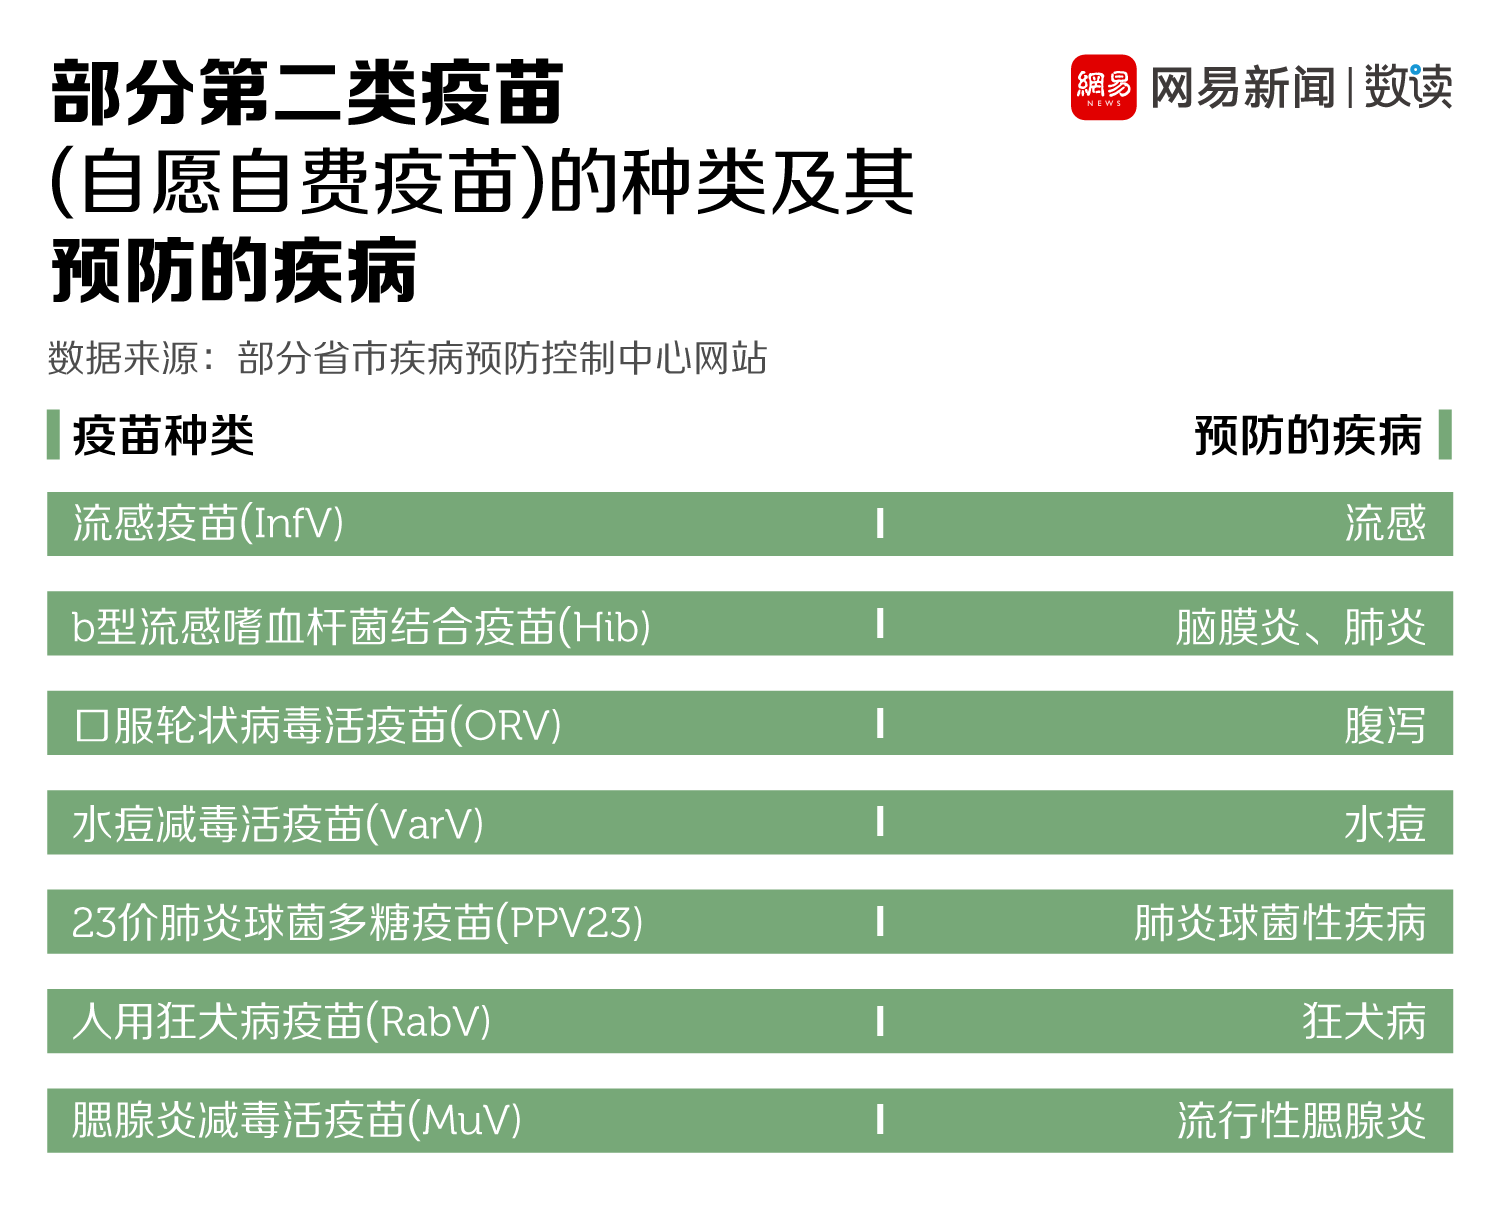 部分第二类疫苗
(自愿自费疫苗)的种类及其
预防的疾病
網易
NEWS
网易新闻 | 数读
数据来源：部分省市疾病预防控制中心网站
疫苗种类 预防的疾病
流感疫苗(InfV) 流感
b型流感嗜血杆菌结合疫苗(Hib) 脑膜炎、肺炎
口服轮状病毒活疫苗(ORV) 腹泻
水痘减毒活疫苗(VarV) 水痘
23价肺炎球菌多糖疫苗(PPV23) 肺炎球菌性疾病
人用狂犬病疫苗(RabV) 狂犬病
腮腺炎减毒活疫苗(MuV) 流行性腮腺炎